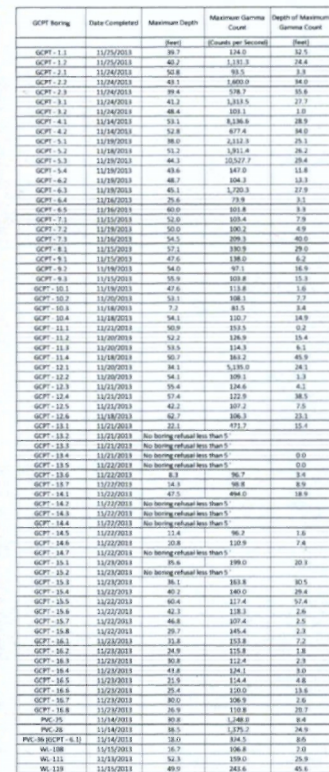 GCPT Boring Date Completed Maximum Depth Maximum Gamma Count Depth of Maximum Gamma Count
(feet) (Counts per Second) (feet)
GCPT - 1.1 11/25/2013 39.7 124.0 32.5
GCPT - 1.2 11/25/2013 40.2 1,131.3 24.4
GCPT - 2.1 11/24/2013 50.8 93.5 3.3
GCPT - 2.2 11/24/2013 43.1 1,600.0 34.0
GCPT - 2.3 11/24/2013 39.4 578.7 35.6
GCPT - 3.1 11/24/2013 41.2 1,313.5 27.7
GCPT - 3.2 11/24/2013 48.4 103.1 1.0
GCPT - 4.1 11/14/2013 53.1 8,136.6 28.9
GCPT - 4.2 11/14/2013 52.8 677.4 34.0
GCPT - 5.1 11/19/2013 38.0 2,112.3 25.1
GCPT - 5.2 11/18/2013 51.2 1,911.4 26.2
GCPT - 5.3 11/19/2013 44.3 10,527.7 29.4
GCPT - 5.4 11/19/2013 43.6 147.0 11.8
GCPT - 6.2 11/15/2013 48.7 104.3 13.3
GCPT - 6.3 11/15/2013 45.1 1,720.3 27.9
GCPT - 6.4 11/16/2013 25.6 73.9 3.1
GCPT - 6.5 11/16/2013 60.0 101.8 3.3
GCPT - 7.1 11/15/2013 52.0 103.4 7.9
GCPT - 7.2 11/19/2013 50.0 100.2 4.9
GCPT - 7.3 11/16/2013 54.5 209.3 40.0
GCPT - 8.1 11/15/2013 57.1 330.9 29.0
GCPT - 9.1 11/15/2013 47.6 138.0 6.2
GCPT - 9.2 11/19/2013 54.0 97.1 16.9
GCPT - 9.3 11/15/2013 55.9 103.8 15.3
GCPT - 10.1 11/19/2013 47.6 113.8 1.6
GCPT - 10.2 11/20/2013 53.1 108.1 7.7
GCPT - 10.3 11/18/2013 7.2 81.5 3.4
GCPT - 10.4 11/18/2013 54.1 110.7 14.9
GCPT - 11.1 11/21/2013 50.9 153.5 0.2
GCPT - 11.2 11/20/2013 52.2 126.9 15.4
GCPT - 11.3 11/20/2013 53.5 114.3 6.1
GCPT - 11.4 11/18/2013 50.7 163.2 45.9
GCPT - 12.1 11/20/2013 34.1 5,135.0 24.1
GCPT - 12.2 11/20/2013 54.1 109.1 1.3
GCPT - 12.3 11/21/2013 55.4 124.6 4.1
GCPT - 12.4 11/21/2013 57.4 122.9 38.5
GCPT - 12.5 11/21/2013 42.2 107.2 7.5
GCPT - 12.6 11/18/2013 62.7 106.3 23.1
GCPT - 13.1 11/21/2013 22.1 471.7 15.4
GCPT - 13.2 11/21/2013 No boring refusal less than 5'
GCPT - 13.3 11/21/2013 No boring refusal less than 5'
GCPT - 13.4 11/21/2013 No boring refusal less than 5' 0.0
GCPT - 13.5 11/22/2013 No boring refusal less than 5' 0.0
GCPT - 13.6 11/22/2013 8.3 96.7 3.4
GCPT - 13.7 11/22/2013 14.3 98.8 8.9
GCPT - 14.1 11/22/2013 47.5 494.0 18.9
GCPT - 14.2 11/22/2013 No boring refusal less than 5'
GCPT - 14.3 11/22/2013 No boring refusal less than 5'
GCPT - 14.4 11/22/2013 No boring refusal less than 5'
GCPT - 14.5 11/22/2013 11.4 96.2 1.6
GCPT - 14.6 11/22/2013 10.8 110.9 7.4
GCPT - 14.7 11/22/2013 No boring refusal less than 5'
GCPT - 15.1 11/23/2013 35.6 199.0 20.3
GCPT - 15.2 11/23/2013 No boring refusal less than 5'
GCPT - 15.3 11/23/2013 36.1 163.8 30.5
GCPT - 15.4 11/22/2013 40.2 140.0 29.4
GCPT - 15.5 11/22/2013 60.4 117.4 57.4
GCPT - 15.6 11/22/2013 42.3 118.3 2.6
GCPT - 15.7 11/22/2013 46.8 107.4 2.5
GCPT - 15.8 11/22/2013 29.7 145.4 2.3
GCPT - 16.1 11/23/2013 31.8 153.8 7.2
GCPT - 16.2 11/23/2013 24.9 115.8 1.8
GCPT - 16.3 11/23/2013 30.8 112.4 2.9
GCPT - 16.4 11/23/2013 41.8 124.1 3.0
GCPT - 16.5 11/23/2013 21.9 114.4 4.8
GCPT - 16.6 11/23/2013 25.4 110.0 13.6
GCPT - 16.7 11/23/2013 30.0 106.9 2.6
GCPT - 16.8 11/23/2013 26.9 110.8 20.7
PVC-25 11/14/2013 30.8 1,248.0 8.4
PVC-28 11/14/2013 36.5 1,375.2 24.9
PVC-36 (GCPT - 6.1) 11/14/2013 18.0 324.5 8.6
WL-108 11/15/2013 16.7 106.8 2.0
WL-111 11/13/2013 52.3 159.0 25.9
WL-119 11/15/2013 49.9 243.6 45.6